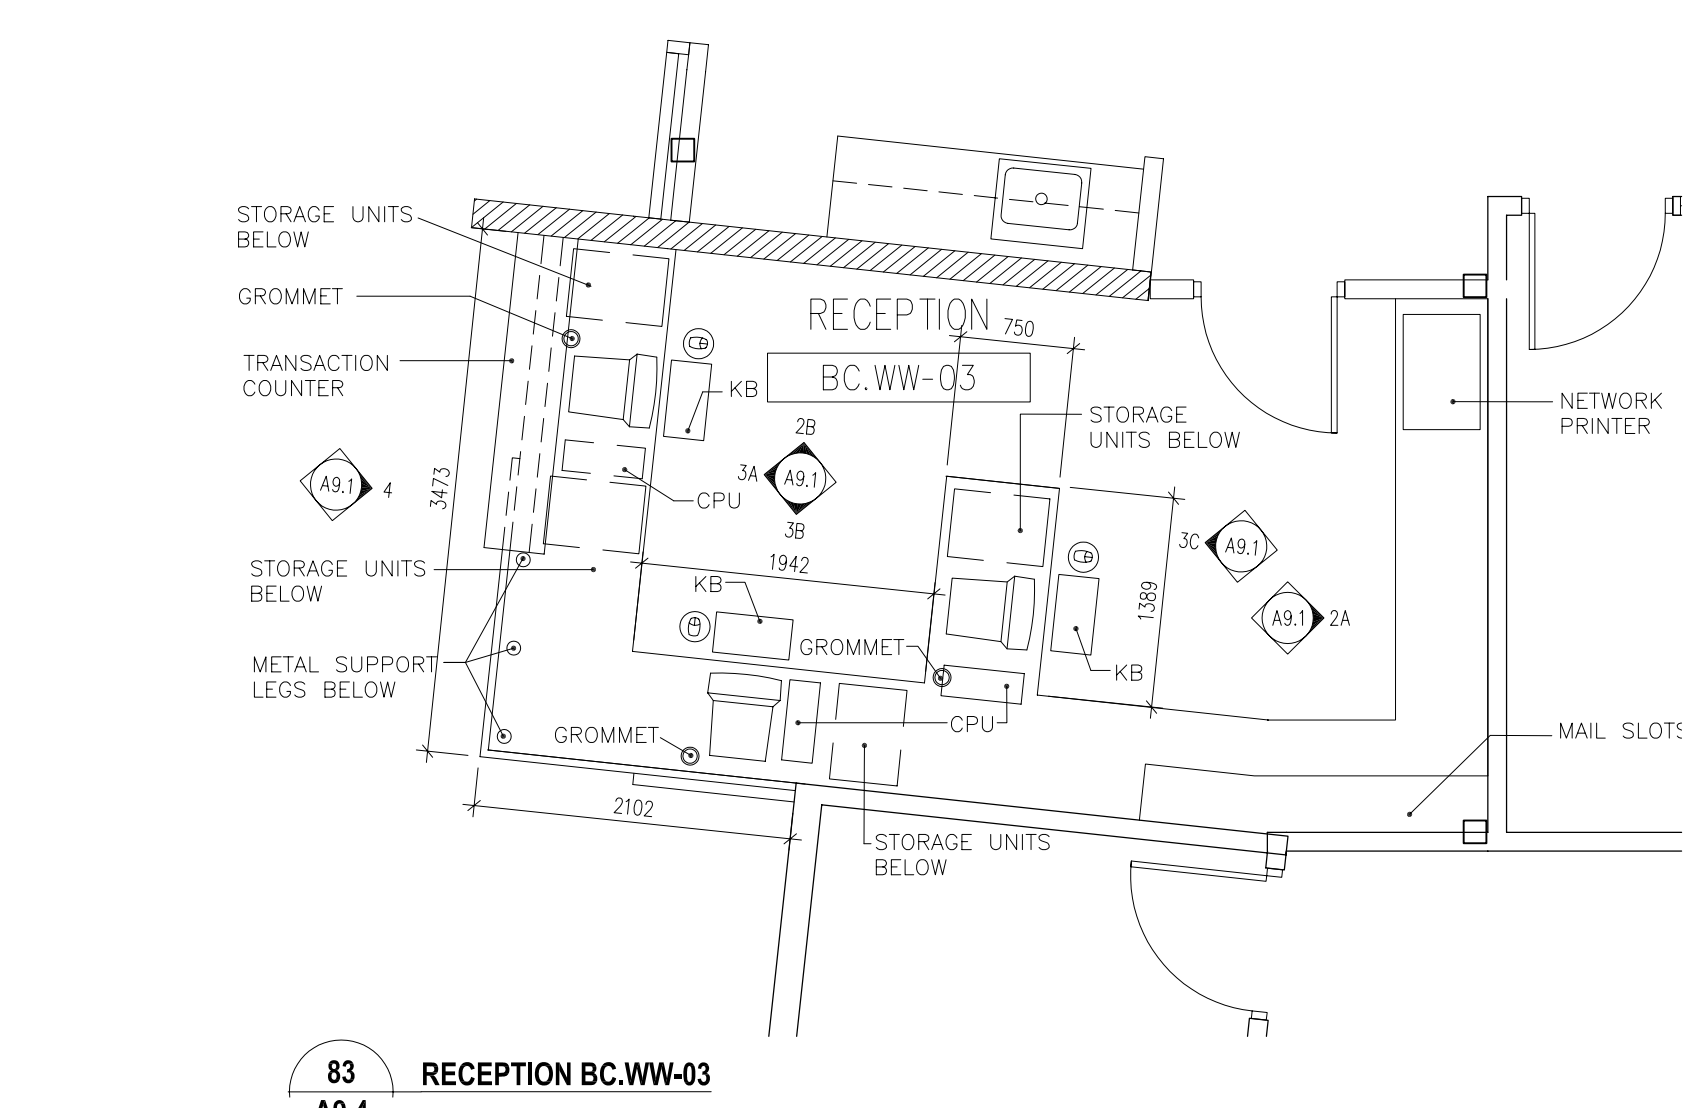 STORAGE UNITS
BELOW
GROMMET
TRANSACTION
COUNTER
RECEPTION
750
BC.WW-03
KB
STORAGE
UNITS BELOW
NETWORK
PRINTER
2B
3A
A9.1
3B
A9.1
4
3473
CPU
3C
A9.1
1942
STORAGE UNITS
BELOW
KB
1389
A9.1
2A
GROMMET
METAL SUPPORT
LEGS BELOW
KB
CPU
GROMMET
MAIL SLOTS
2102
STORAGE UNITS
BELOW
83
RECEPTION BC.WW-03